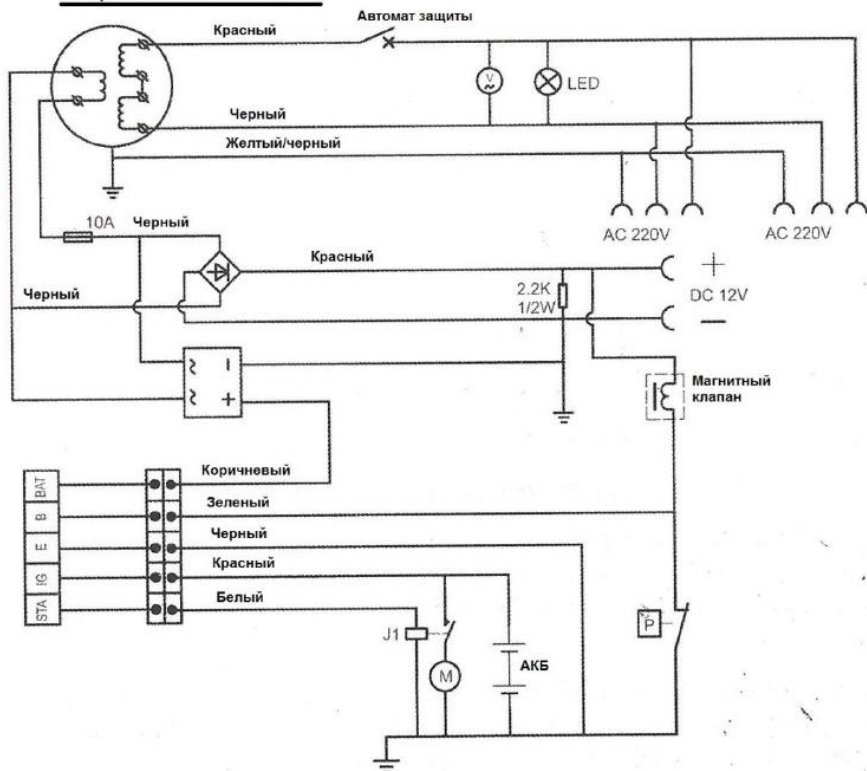 Автомат защиты
Красный
V
LED
Черный
Желтый/черный
10A
Черный
AC 220V
AC 220V
Красный
+
2.2K
1/2W
DC 12V
—
Черный
~ −
~ +
Магнитный
клапан
BAT
Коричневый
B
Зеленый
E
Черный
IG
Красный
STA
Белый
J1
P
M
АКБ